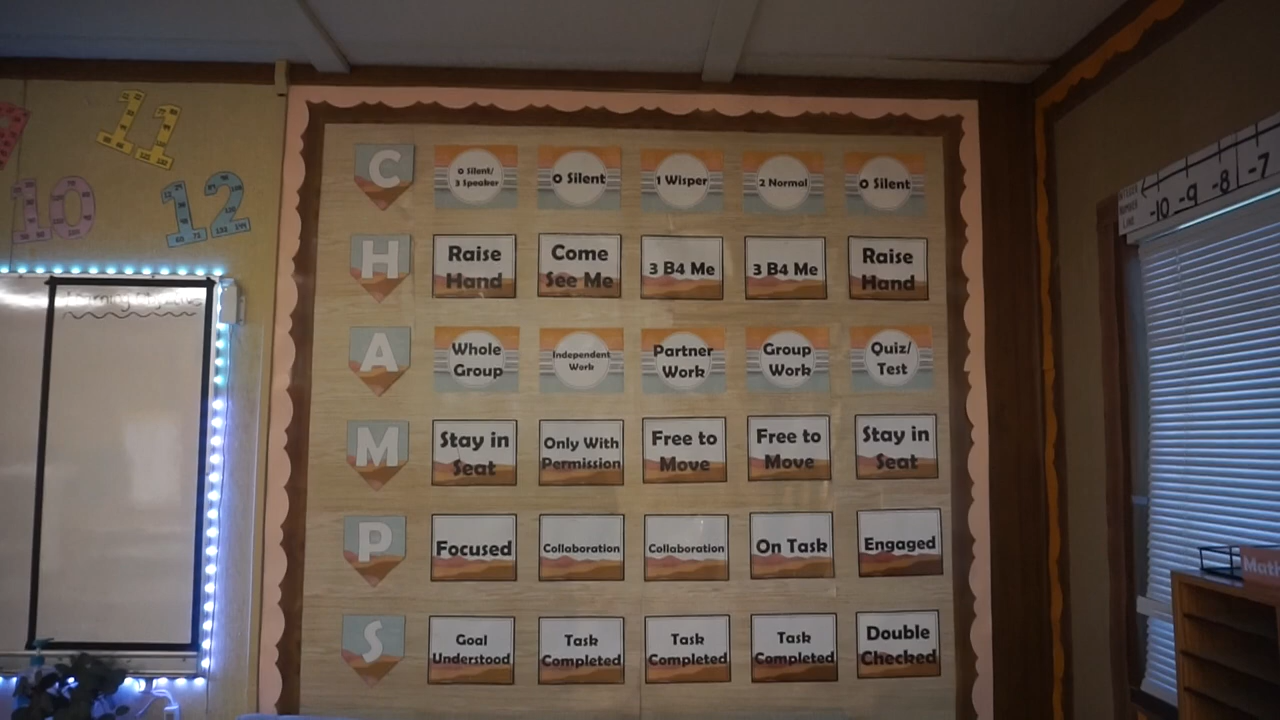 11
10
12
C
0 Silent/
3 Speaker
0 Silent
1 Wisper
2 Normal
0 Silent
H
Raise
Hand
Come
See Me
3 B4 Me
3 B4 Me
Raise
Hand
A
Whole
Group
Independent
Work
Partner
Work
Group
Work
Quiz/
Test
M
Stay in
Seat
Only With
Permission
Free to
Move
Free to
Move
Stay in
Seat
P
Focused
Collaboration
Collaboration
On Task
Engaged
S
Goal
Understood
Task
Completed
Task
Completed
Task
Completed
Double
Checked
INTEGER
NUMBER
LINE
-10 -9 -8 -7
Math